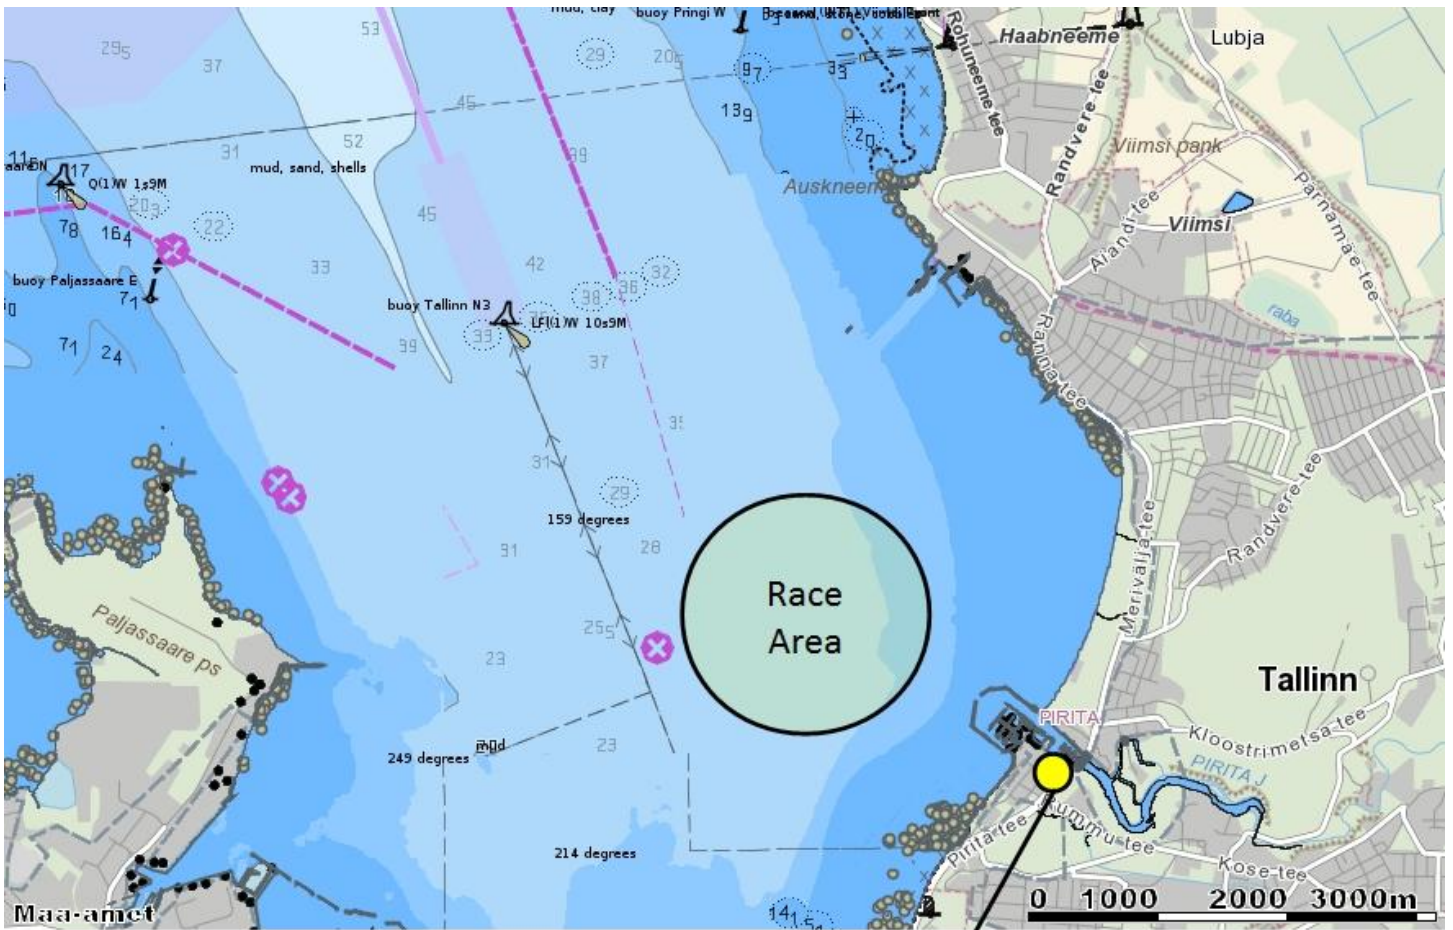 mud, clay
buoy Pringi W
53
29₅
37
29
20₅
9₇
3₃
Haabneeme
Lubja
Rohuneeme tee
Randvere tee
45
13₉
2₀
52
31
39
mud, sand, shells
Viimsi pank
Pärnamäe tee
17
Q(1)W 1s9M
20₃
22
7₈
16₄
45
Aiandi tee
Viimsi
33
42
32
36
38
buoy Paljassaare E
7₁
buoy Tallinn N3
LFl(1)W 10s9M
33
raba
Ranna tee
7₁
2₄
39
37
31
29
159 degrees
31
28
Randvere tee
Merivälja tee
Race
Area
Paljassaare ps
25₅
23
Tallinn
PIRITA
Kloostrimetsa tee
mud
23
249 degrees
PIRITA J
Pirita tee
Kose tee
214 degrees
Maa-amet
0 1000 2000 3000m